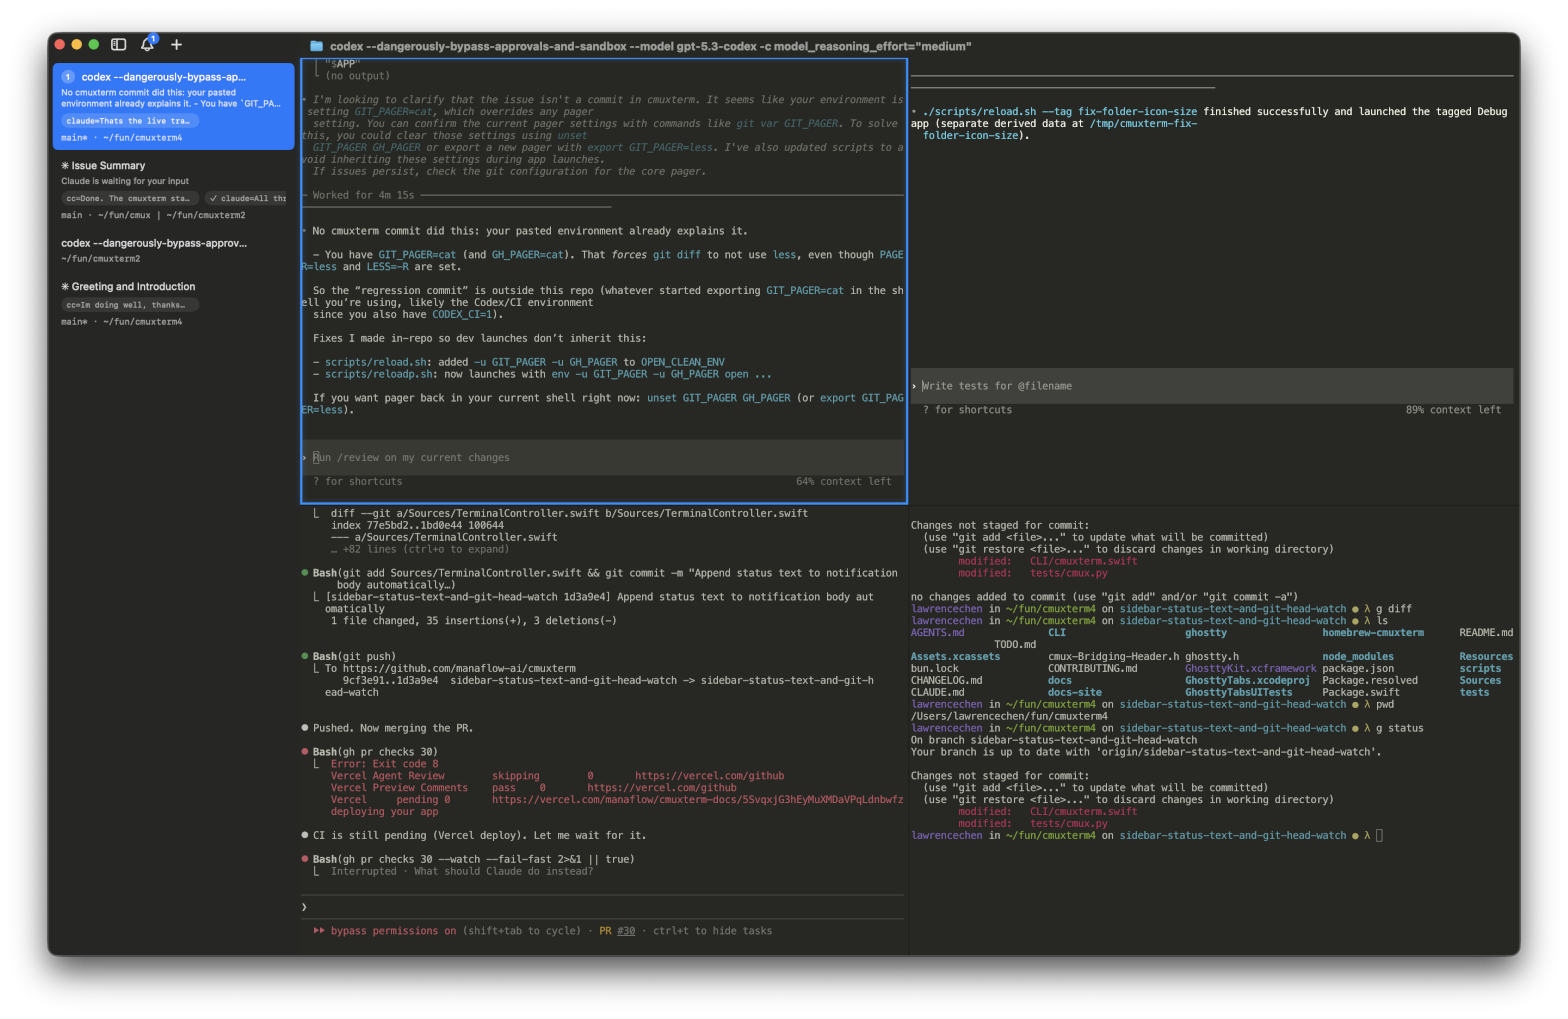 1
codex --dangerously-bypass-approvals-and-sandbox --model gpt-5.3-codex -c model_reasoning_effort="medium"
1 codex --dangerously-bypass-ap...
No cmuxterm commit did this: your pasted
environment already explains it. - You have `GIT_PA...
claude=Thats the live tra…
main* · ~/fun/cmuxterm4
✳ Issue Summary
Claude is waiting for your input
cc=Done. The cmuxterm sta… ✓ claude=All thr
main · ~/fun/cmux | ~/fun/cmuxterm2
codex --dangerously-bypass-approv...
~/fun/cmuxterm2
✳ Greeting and Introduction
cc=Im doing well, thanks…
main* · ~/fun/cmuxterm4
"$APP"
└ (no output)
• I'm looking to clarify that the issue isn't a commit in cmuxterm. It seems like your environment is
setting GIT_PAGER=cat, which overrides any pager
setting. You can confirm the current pager settings with commands like git var GIT_PAGER. To solve
this, you could clear those settings using unset
GIT_PAGER GH_PAGER or export a new pager with export GIT_PAGER=less. I've also updated scripts to a
void inheriting these settings during app launches.
If issues persist, check the git configuration for the core pager.
─ Worked for 4m 15s
• No cmuxterm commit did this: your pasted environment already explains it.
– You have GIT_PAGER=cat (and GH_PAGER=cat). That forces git diff to not use less, even though PAGE
R=less and LESS=-R are set.
So the “regression commit” is outside this repo (whatever started exporting GIT_PAGER=cat in the sh
ell you’re using, likely the Codex/CI environment
since you also have CODEX_CI=1).
Fixes I made in-repo so dev launches don’t inherit this:
– scripts/reload.sh: added -u GIT_PAGER -u GH_PAGER to OPEN_CLEAN_ENV
– scripts/reloadp.sh: now launches with env -u GIT_PAGER -u GH_PAGER open ...
If you want pager back in your current shell right now: unset GIT_PAGER GH_PAGER (or export GIT_PAG
ER=less).
› Run /review on my current changes
? for shortcuts 64% context left
• ./scripts/reload.sh --tag fix-folder-icon-size finished successfully and launched the tagged Debug
app (separate derived data at /tmp/cmuxterm-fix-
folder-icon-size).
› Write tests for @filename
? for shortcuts 89% context left
⎿ diff --git a/Sources/TerminalController.swift b/Sources/TerminalController.swift
index 77e5bd2..1bd0e44 100644
--- a/Sources/TerminalController.swift
… +82 lines (ctrl+o to expand)
● Bash(git add Sources/TerminalController.swift && git commit -m "Append status text to notification
body automatically…)
⎿ [sidebar-status-text-and-git-head-watch 1d3a9e4] Append status text to notification body aut
omatically
1 file changed, 35 insertions(+), 3 deletions(-)
● Bash(git push)
⎿ To https://github.com/manaflow-ai/cmuxterm
9cf3e91..1d3a9e4 sidebar-status-text-and-git-head-watch -> sidebar-status-text-and-git-h
ead-watch
● Pushed. Now merging the PR.
● Bash(gh pr checks 30)
⎿ Error: Exit code 8
Vercel Agent Review skipping 0 https://vercel.com/github
Vercel Preview Comments pass 0 https://vercel.com/github
Vercel pending 0 https://vercel.com/manaflow/cmuxterm-docs/5SvqxjG3hEyMuXMDaVPqLdnbwfz
deploying your app
● CI is still pending (Vercel deploy). Let me wait for it.
● Bash(gh pr checks 30 --watch --fail-fast 2>&1 || true)
⎿ Interrupted · What should Claude do instead?
❯
⏵⏵ bypass permissions on (shift+tab to cycle) · PR #30 · ctrl+t to hide tasks
Changes not staged for commit:
(use "git add <file>..." to update what will be committed)
(use "git restore <file>..." to discard changes in working directory)
modified: CLI/cmuxterm.swift
modified: tests/cmux.py
no changes added to commit (use "git add" and/or "git commit -a")
lawrencechen in ~/fun/cmuxterm4 on sidebar-status-text-and-git-head-watch ● λ g diff
lawrencechen in ~/fun/cmuxterm4 on sidebar-status-text-and-git-head-watch ● λ ls
AGENTS.md CLI ghostty homebrew-cmuxterm README.md
TODO.md
Assets.xcassets cmux-Bridging-Header.h ghostty.h node_modules Resources
bun.lock CONTRIBUTING.md GhosttyKit.xcframework package.json scripts
CHANGELOG.md docs GhosttyTabs.xcodeproj Package.resolved Sources
CLAUDE.md docs-site GhosttyTabsUITests Package.swift tests
lawrencechen in ~/fun/cmuxterm4 on sidebar-status-text-and-git-head-watch ● λ pwd
/Users/lawrencechen/fun/cmuxterm4
lawrencechen in ~/fun/cmuxterm4 on sidebar-status-text-and-git-head-watch ● λ g status
On branch sidebar-status-text-and-git-head-watch
Your branch is up to date with 'origin/sidebar-status-text-and-git-head-watch'.
Changes not staged for commit:
(use "git add <file>..." to update what will be committed)
(use "git restore <file>..." to discard changes in working directory)
modified: CLI/cmuxterm.swift
modified: tests/cmux.py
lawrencechen in ~/fun/cmuxterm4 on sidebar-status-text-and-git-head-watch ● λ